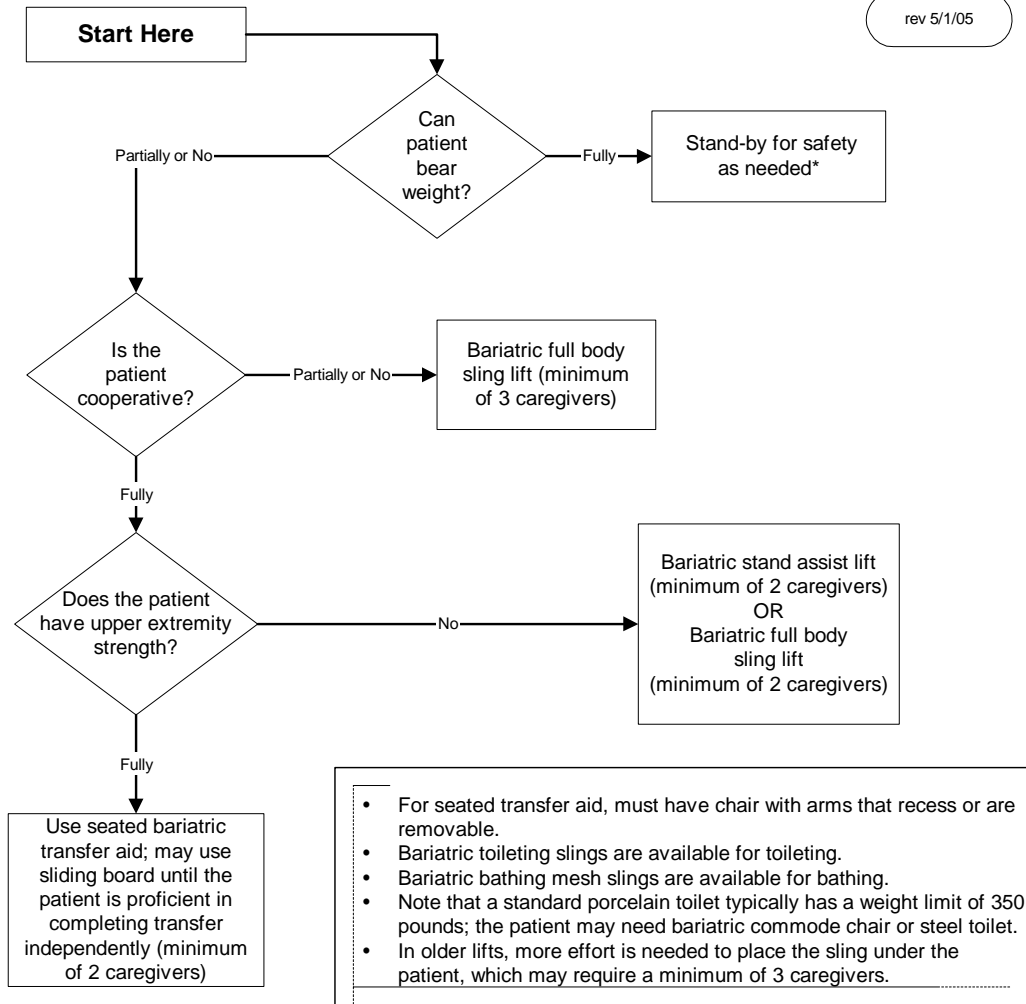 Start Here
rev 5/1/05
Can
patient
bear
weight?
Partially or No
Fully
Stand-by for safety
as needed*
Is the
patient
cooperative?
Partially or No
Bariatric full body
sling lift (minimum
of 3 caregivers)
Fully
Does the patient
have upper extremity
strength?
No
Bariatric stand assist lift
(minimum of 2 caregivers)
OR
Bariatric full body
sling lift
(minimum of 2 caregivers)
Fully
Use seated bariatric
transfer aid; may use
sliding board until the
patient is proficient in
completing transfer
independently (minimum
of 2 caregivers)
• For seated transfer aid, must have chair with arms that recess or are
removable.
• Bariatric toileting slings are available for toileting.
• Bariatric bathing mesh slings are available for bathing.
• Note that a standard porcelain toilet typically has a weight limit of 350
pounds; the patient may need bariatric commode chair or steel toilet.
• In older lifts, more effort is needed to place the sling under the
patient, which may require a minimum of 3 caregivers.